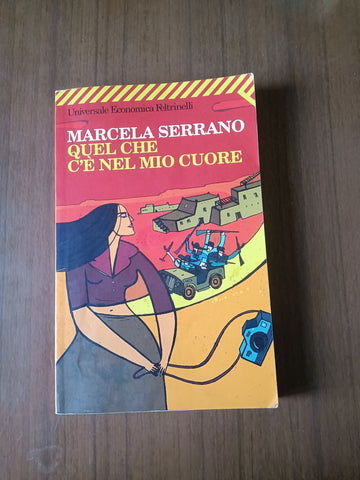 Universale Economica Feltrinelli
MARCELA SERRANO
QUEL CHE
C'È NEL MIO CUORE